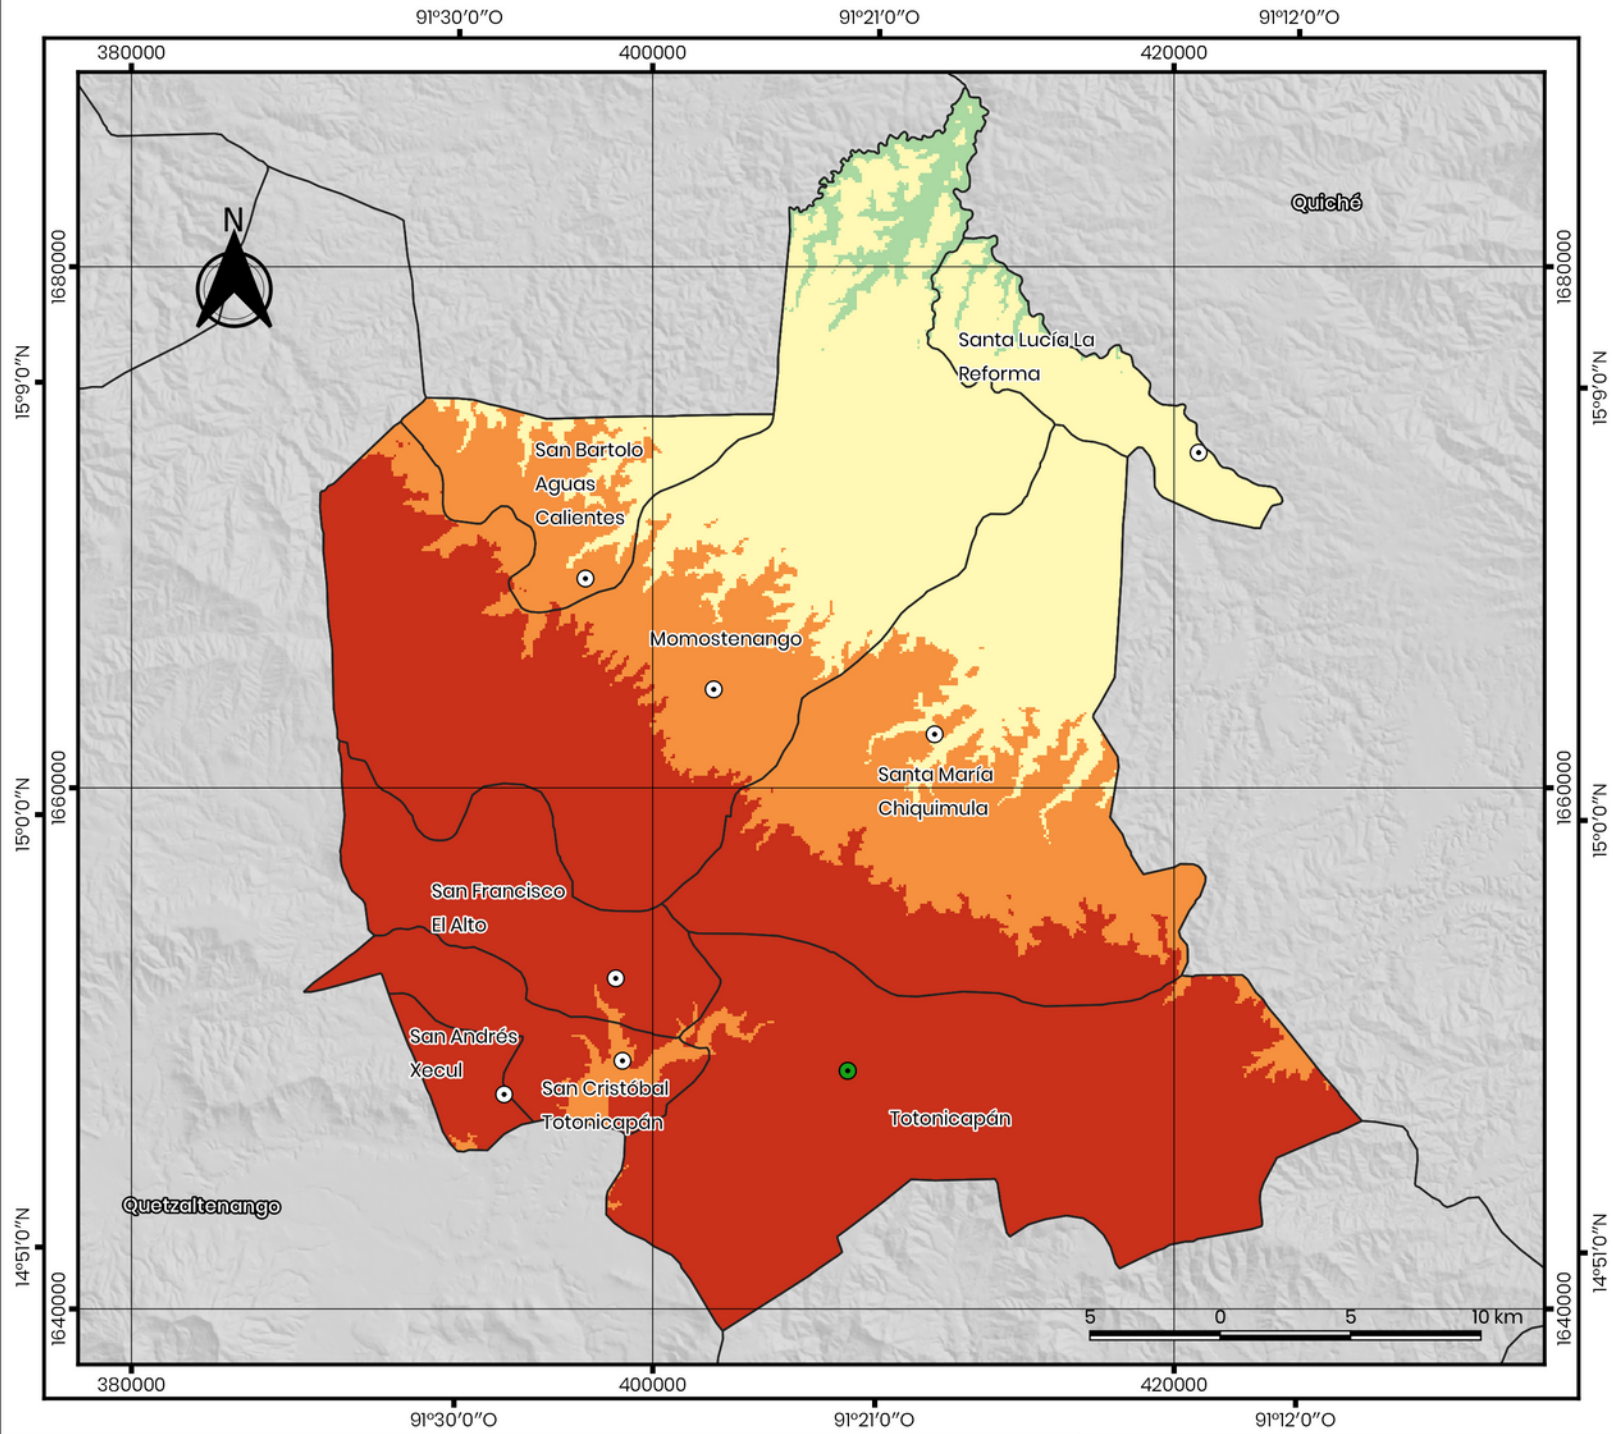 91°30′0″O 91°21′0″O 91°12′0″O
380000 400000 420000
Quiché
N
1680000 1680000
Santa Lucía La
Reforma
15°9′0″N 15°9′0″N
San Bartolo
Aguas
Calientes
Momostenango
Santa María
Chiquimula
1660000 1660000
15°0′0″N 15°0′0″N
San Francisco
El Alto
San Andrés
Xecul
San Cristóbal
Totonicapán
Totonicapán
Quetzaltenango
14°51′0″N 14°51′0″N
1640000 1640000
5 0 5 10 km
380000 400000 420000
91°30′0″O 91°21′0″O 91°12′0″O